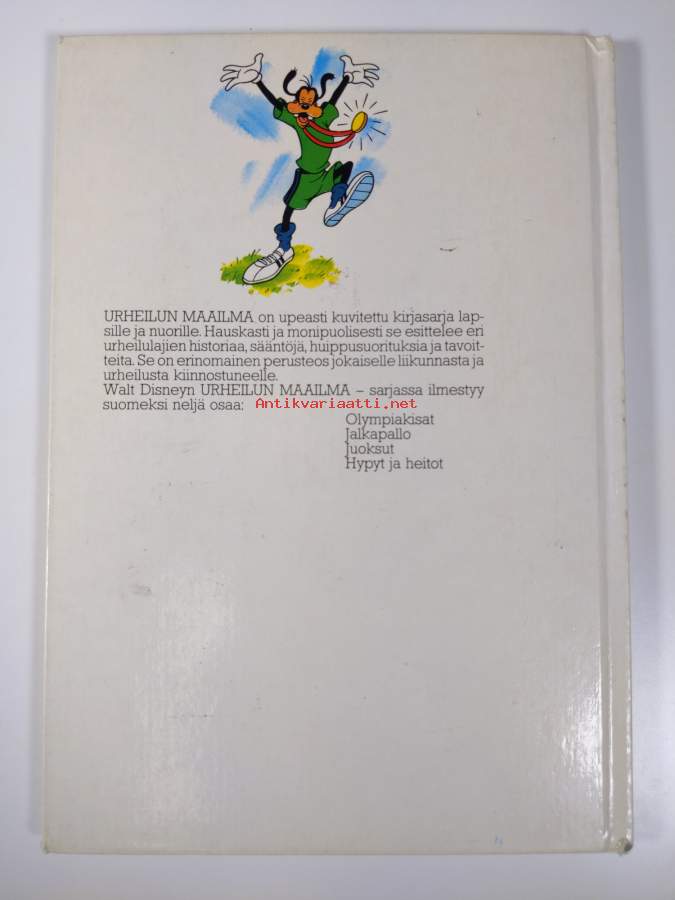 URHEILUN MAAILMA on upeasti kuvitettu kirjasarja lap-
sille ja nuorille. Hauskasti ja monipuolisesti se esittelee eri
urheilulajien historiaa, sääntöjä, huippusuorituksia ja tavoit-
teita. Se on erinomainen perusteos jokaiselle liikunnasta ja
urheilusta kiinnostuneelle.
Walt Disneyn URHEILUN MAAILMA – sarjassa ilmestyy
suomeksi neljä osaa:
Antikvariaatti.net
Olympiakisat
Jalkapallo
Juoksut
Hypyt ja heitot